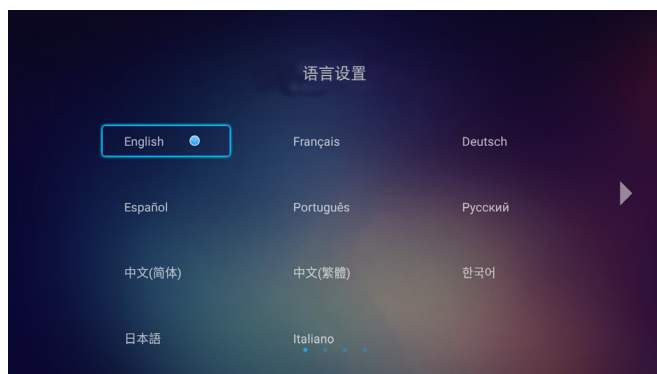 语言设置
English Français Deutsch
Español Português Русский
中文(简体) 中文(繁體) 한국어
日本語 Italiano